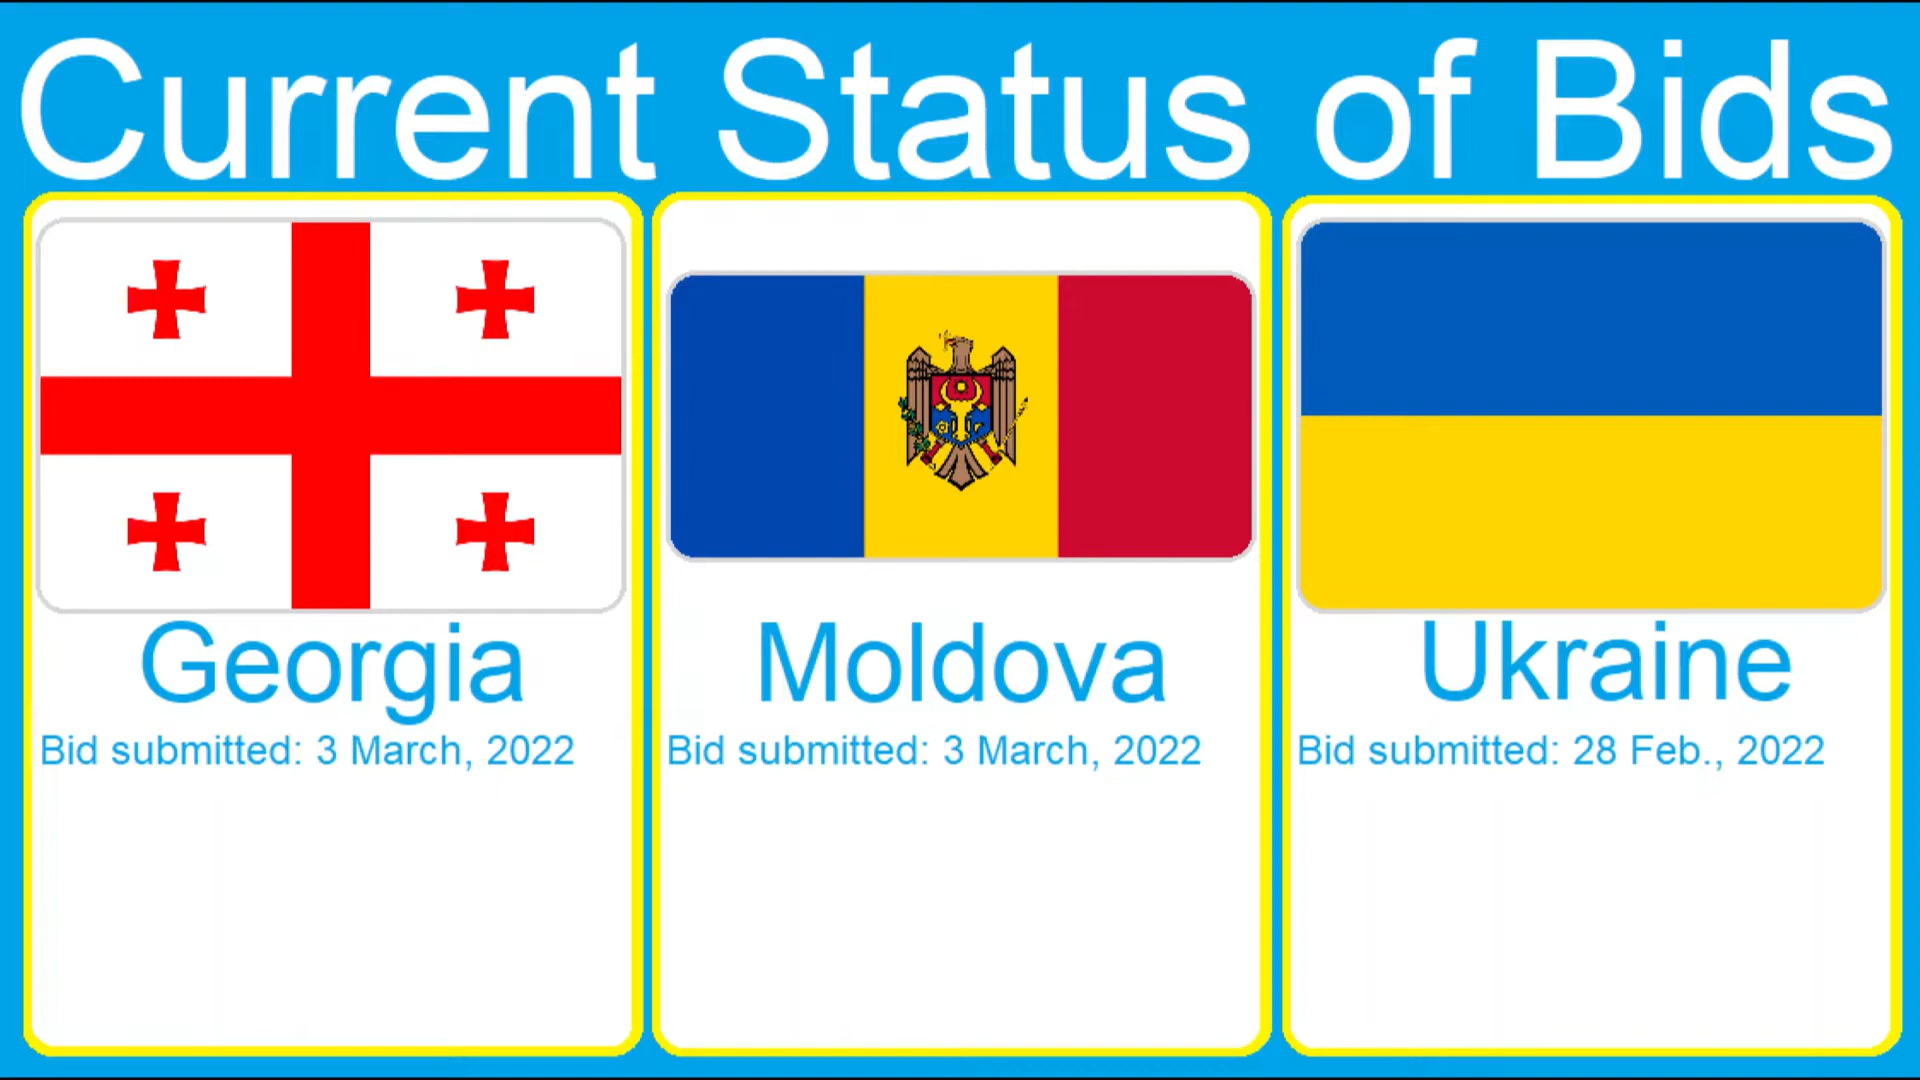 Current Status of Bids
Georgia
Bid submitted: 3 March, 2022
Moldova
Bid submitted: 3 March, 2022
Ukraine
Bid submitted: 28 Feb., 2022